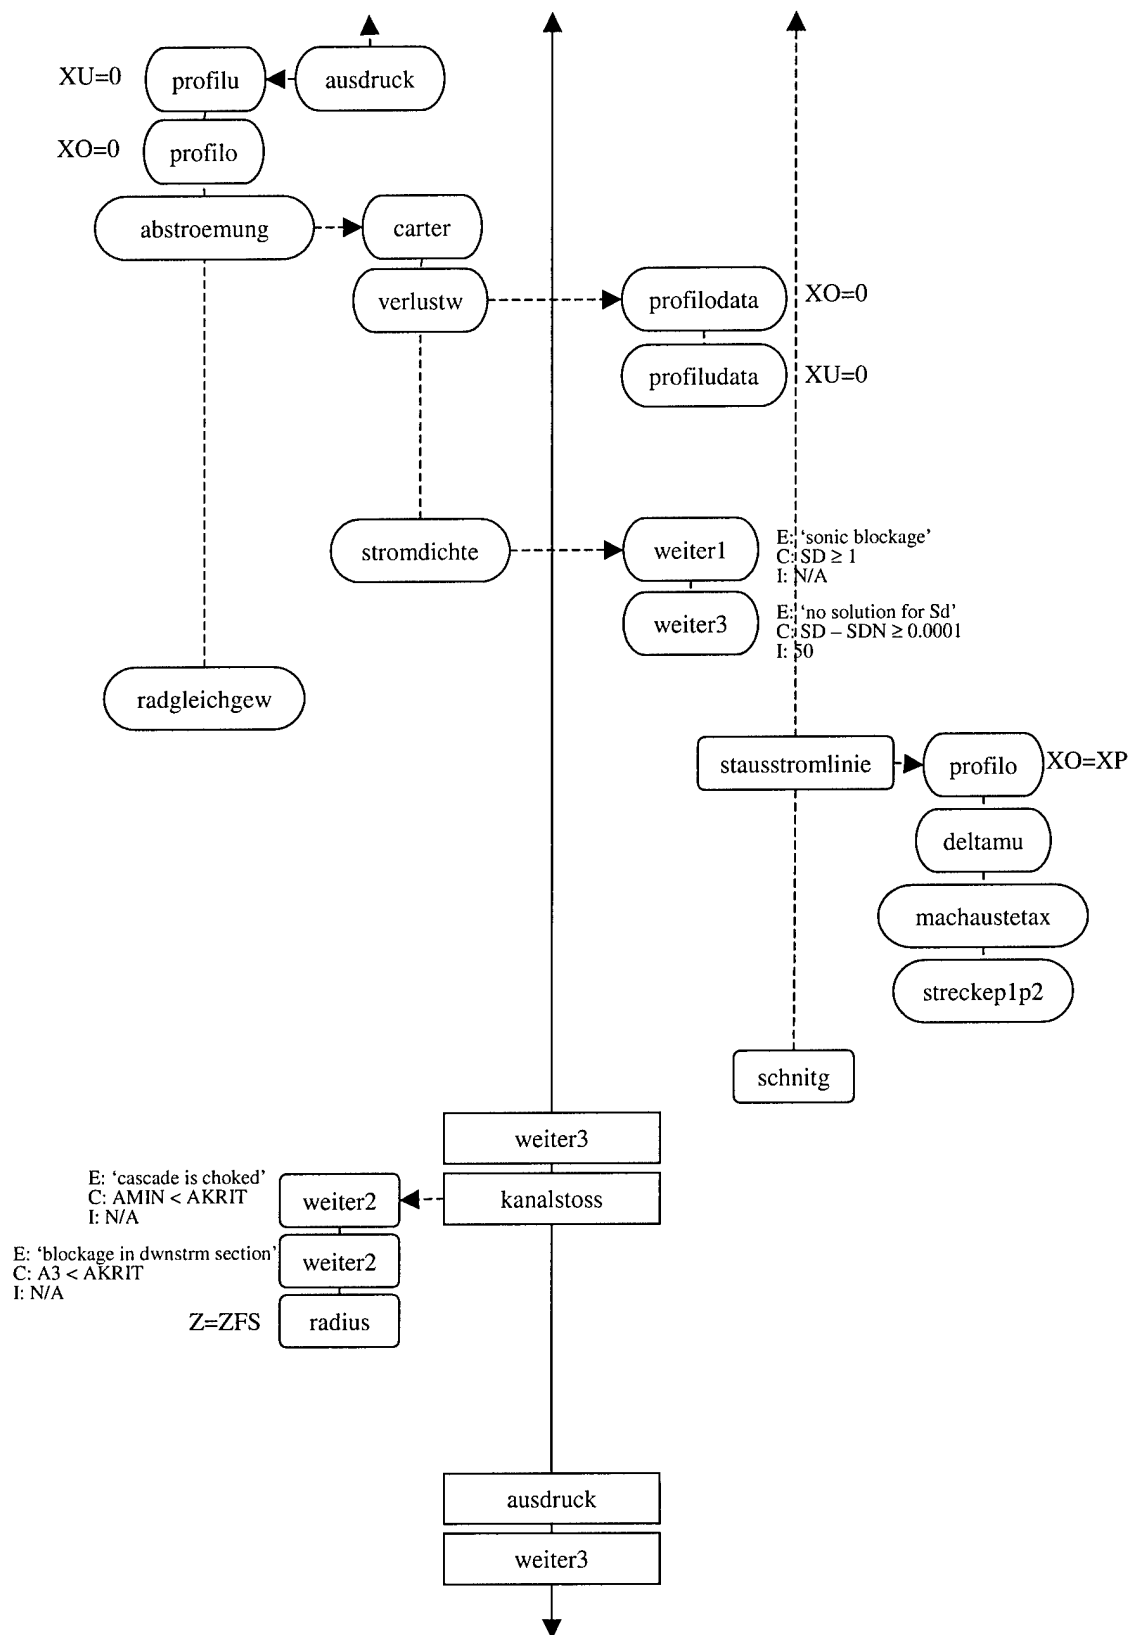 XU=0
profilu
ausdruck
XO=0
profilo
abstroemung
carter
verlustw
profilodata
XO=0
profiludata
XU=0
stromdichte
weiter1
E: ‘sonic blockage’
C: SD ≥ 1
I: N/A
weiter3
E: ‘no solution for Sd’
C: SD – SDN ≥ 0.0001
I: 50
radgleichgew
stausstromlinie
profilo
XO=XP
deltamu
machaustetax
streckep1p2
schnitg
weiter3
E: ‘cascade is choked’
C: AMIN < AKRIT
I: N/A
weiter2
kanalstoss
E: ‘blockage in dwnstrm section’
C: A3 < AKRIT
I: N/A
weiter2
Z=ZFS
radius
ausdruck
weiter3